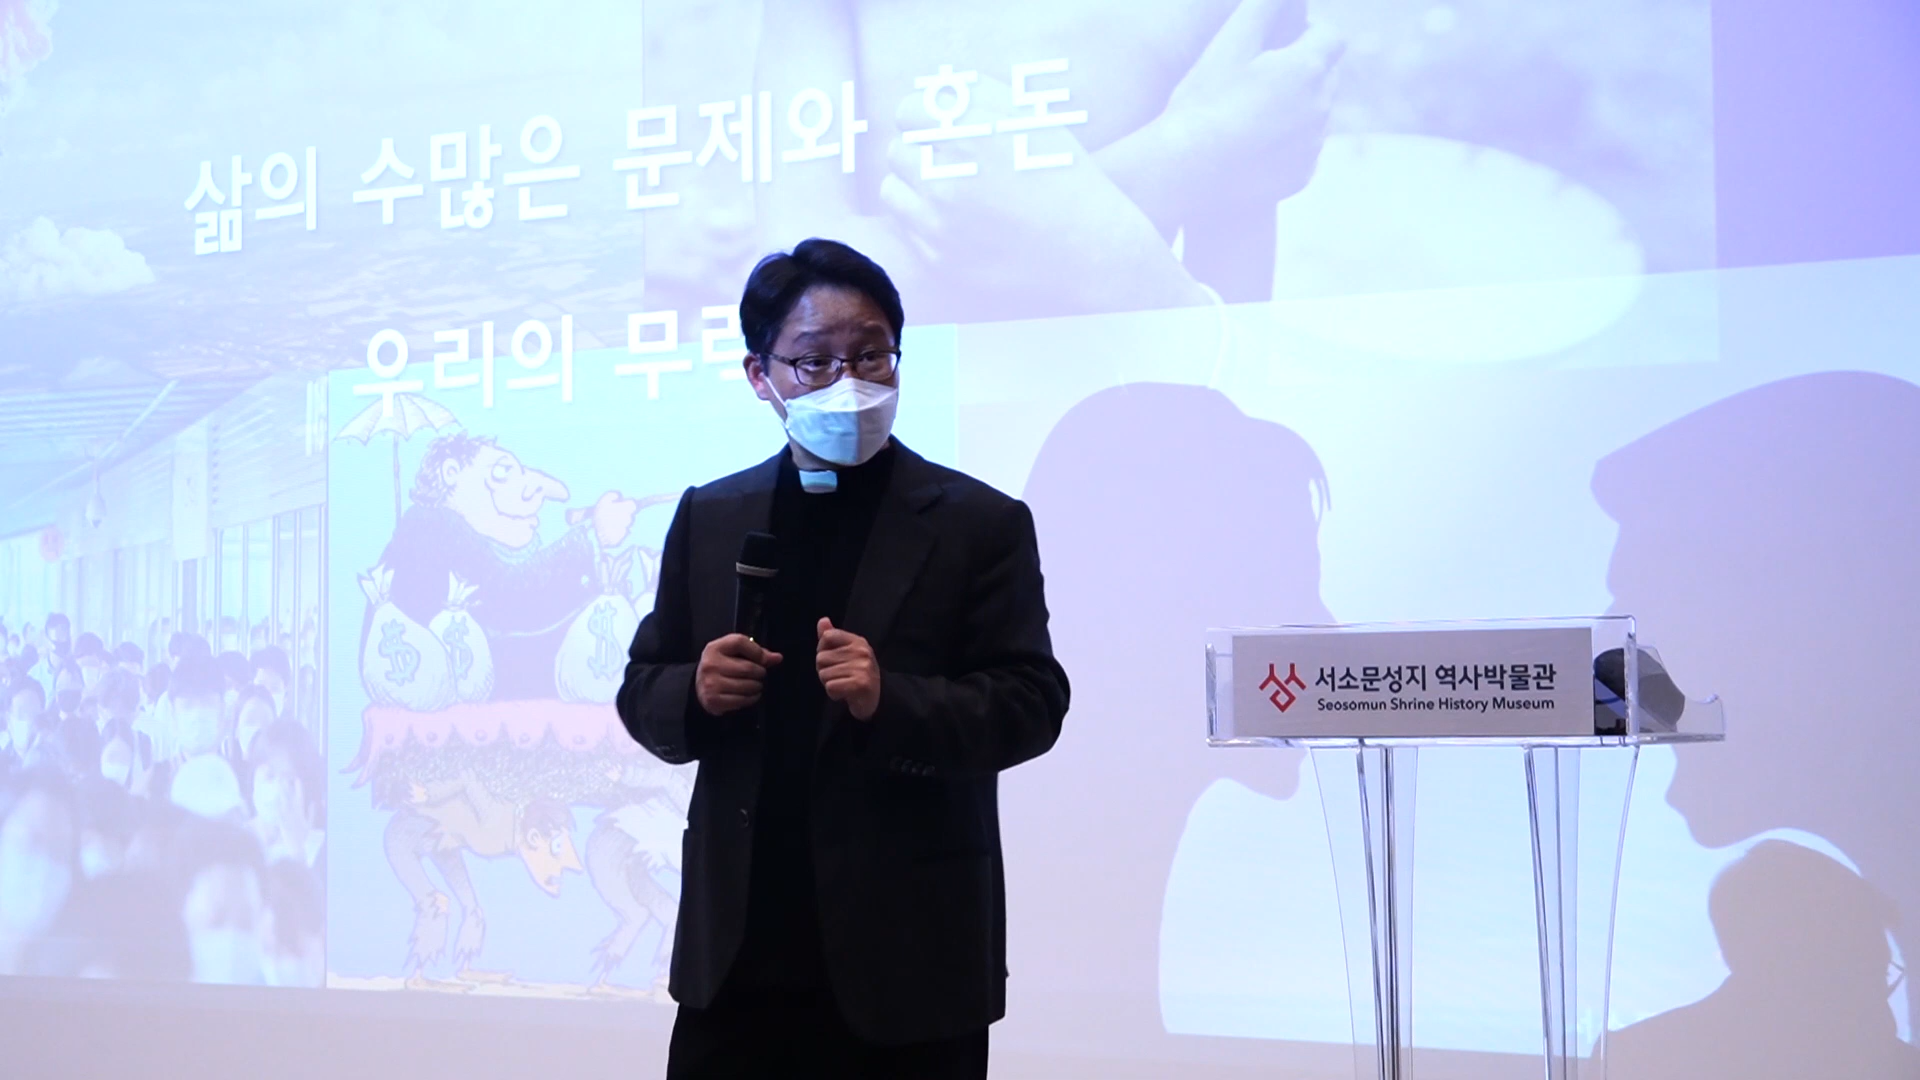 삶의 수많은 문제와 혼돈
우리의
$ $ $
서소문성지 역사박물관
Seosomun Shrine History Museum